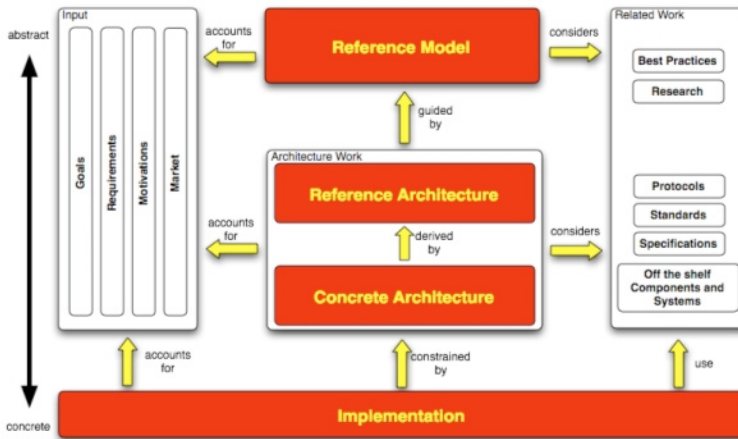 Input
Related Work
abstract
accounts
for
Reference Model
considers
Best Practices
Research
guided
by
Goals
Requirements
Motivations
Market
Architecture Work
Reference Architecture
Protocols
Standards
Specifications
accounts
for
derived
by
considers
Off the shelf
Components and
Systems
Concrete Architecture
accounts
for
constrained
by
use
concrete
Implementation